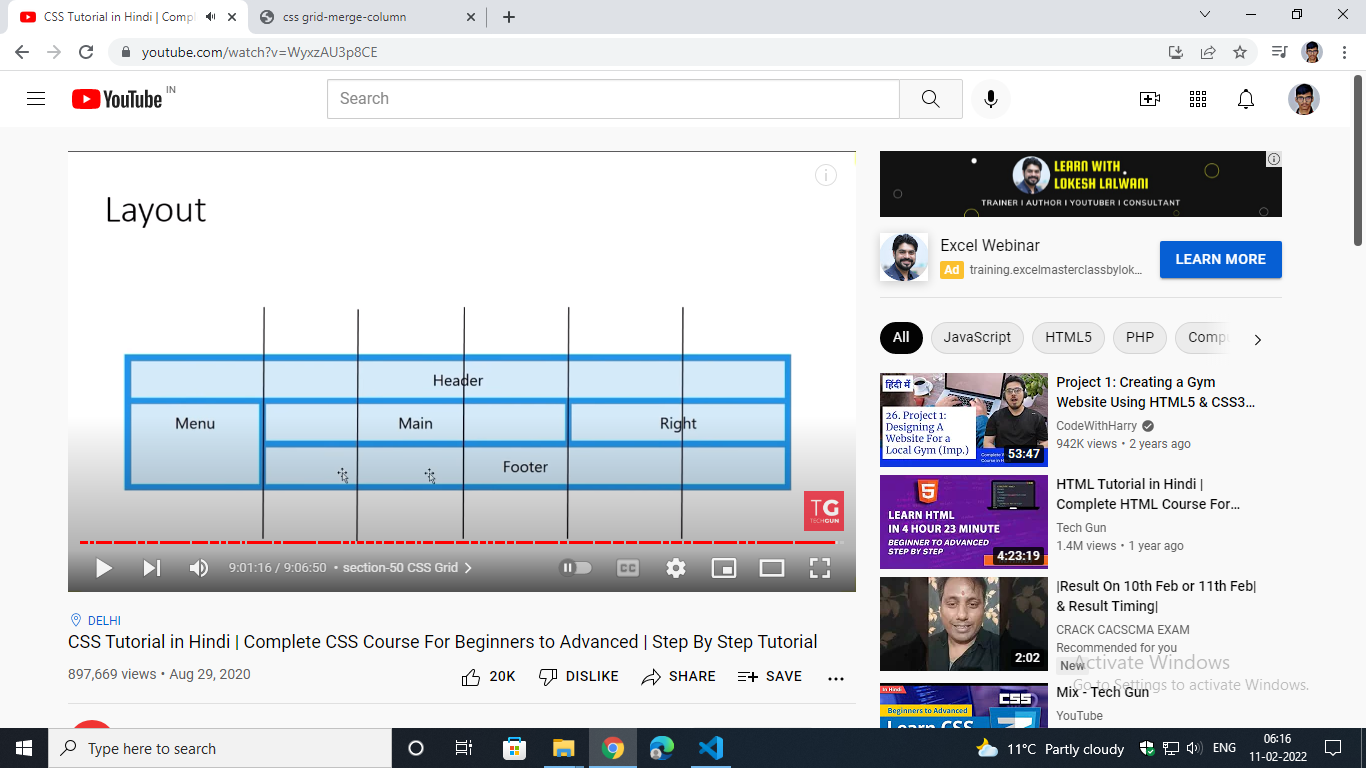 CSS Tutorial in Hindi | Compl
css grid-merge-column
youtube.com/watch?v=WyxzAU3p8CE
YouTube IN
Search
Layout
Header
Menu
Main
Right
Footer
TG
TECHGUN
9:01:16 / 9:06:50 • section-50 CSS Grid
CC
DELHI
CSS Tutorial in Hindi | Complete CSS Course For Beginners to Advanced | Step By Step Tutorial
897,669 views • Aug 29, 2020
20K
DISLIKE
SHARE
SAVE
LEARN WITH
LOKESH LALWANI
TRAINER I AUTHOR I YOUTUBER I CONSULTANT
Excel Webinar
Ad training.excelmasterclassbylok...
LEARN MORE
All
JavaScript
HTML5
PHP
Compu
हिंदी में
26. Project 1:
Designing A
Website For a
Local Gym (Imp.)
53:47
Project 1: Creating a Gym
Website Using HTML5 & CSS3...
CodeWithHarry
942K views • 2 years ago
LEARN HTML
IN 4 HOUR 23 MINUTE
BEGINNER TO ADVANCED
STEP BY STEP
4:23:19
HTML Tutorial in Hindi |
Complete HTML Course For...
Tech Gun
1.4M views • 1 year ago
2:02
|Result On 10th Feb or 11th Feb|
& Result Timing|
CRACK CACSCMA EXAM
Recommended for you
New
Activate Windows
Go to Settings to activate Windows.
In Hindi
Beginners to Advanced
Learn CSS
CSS
Mix - Tech Gun
YouTube
Type here to search
11°C Partly cloudy
ENG
06:16
11-02-2022